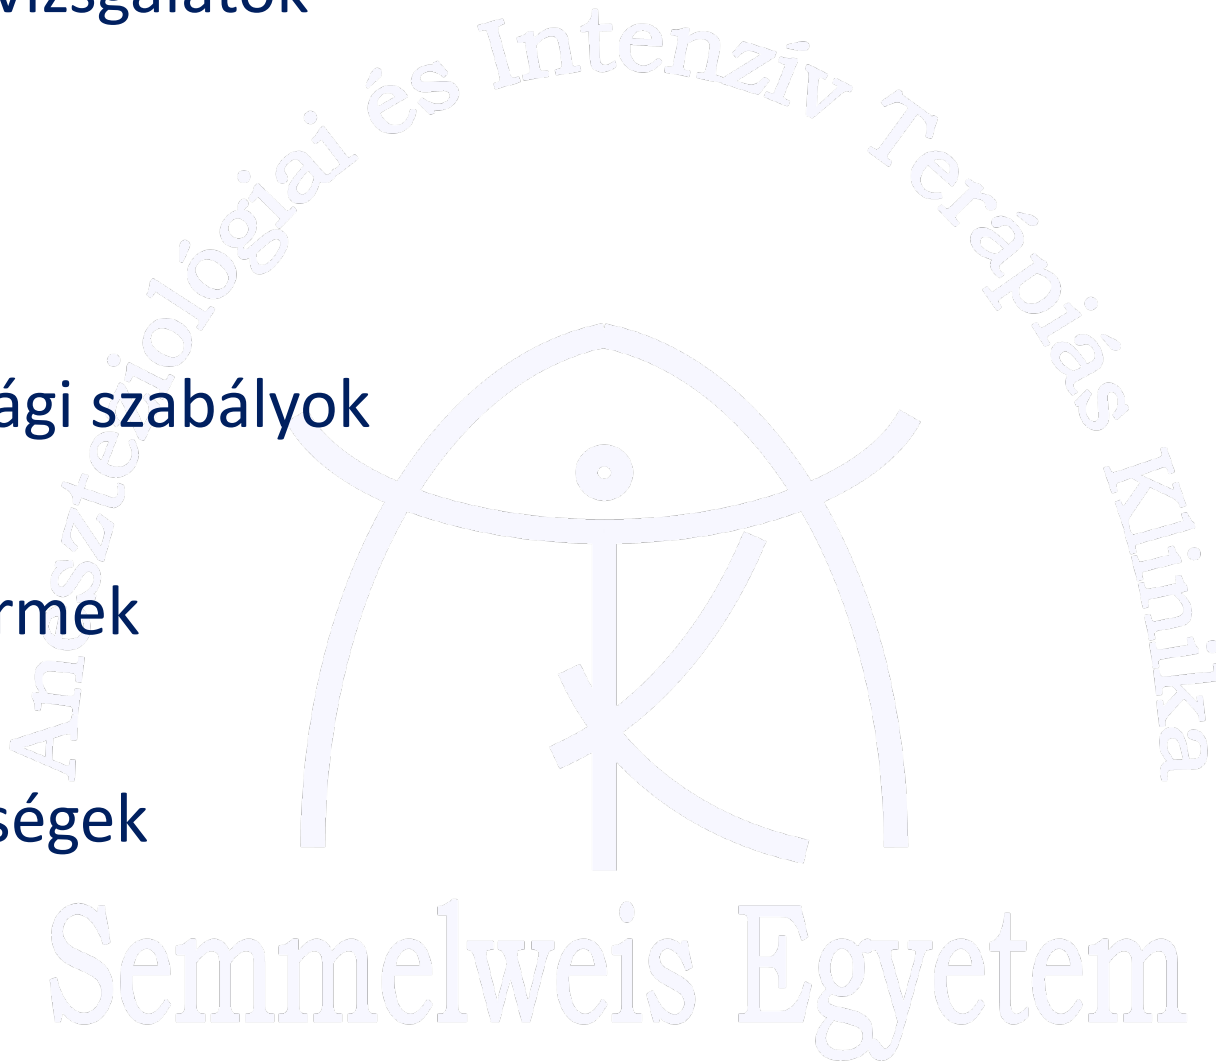 vizsgálatok
Aneszteziológiai és Intenzív Terápiás Klinika
ági szabályok
rmek
ségek
Semmelweis Egyetem